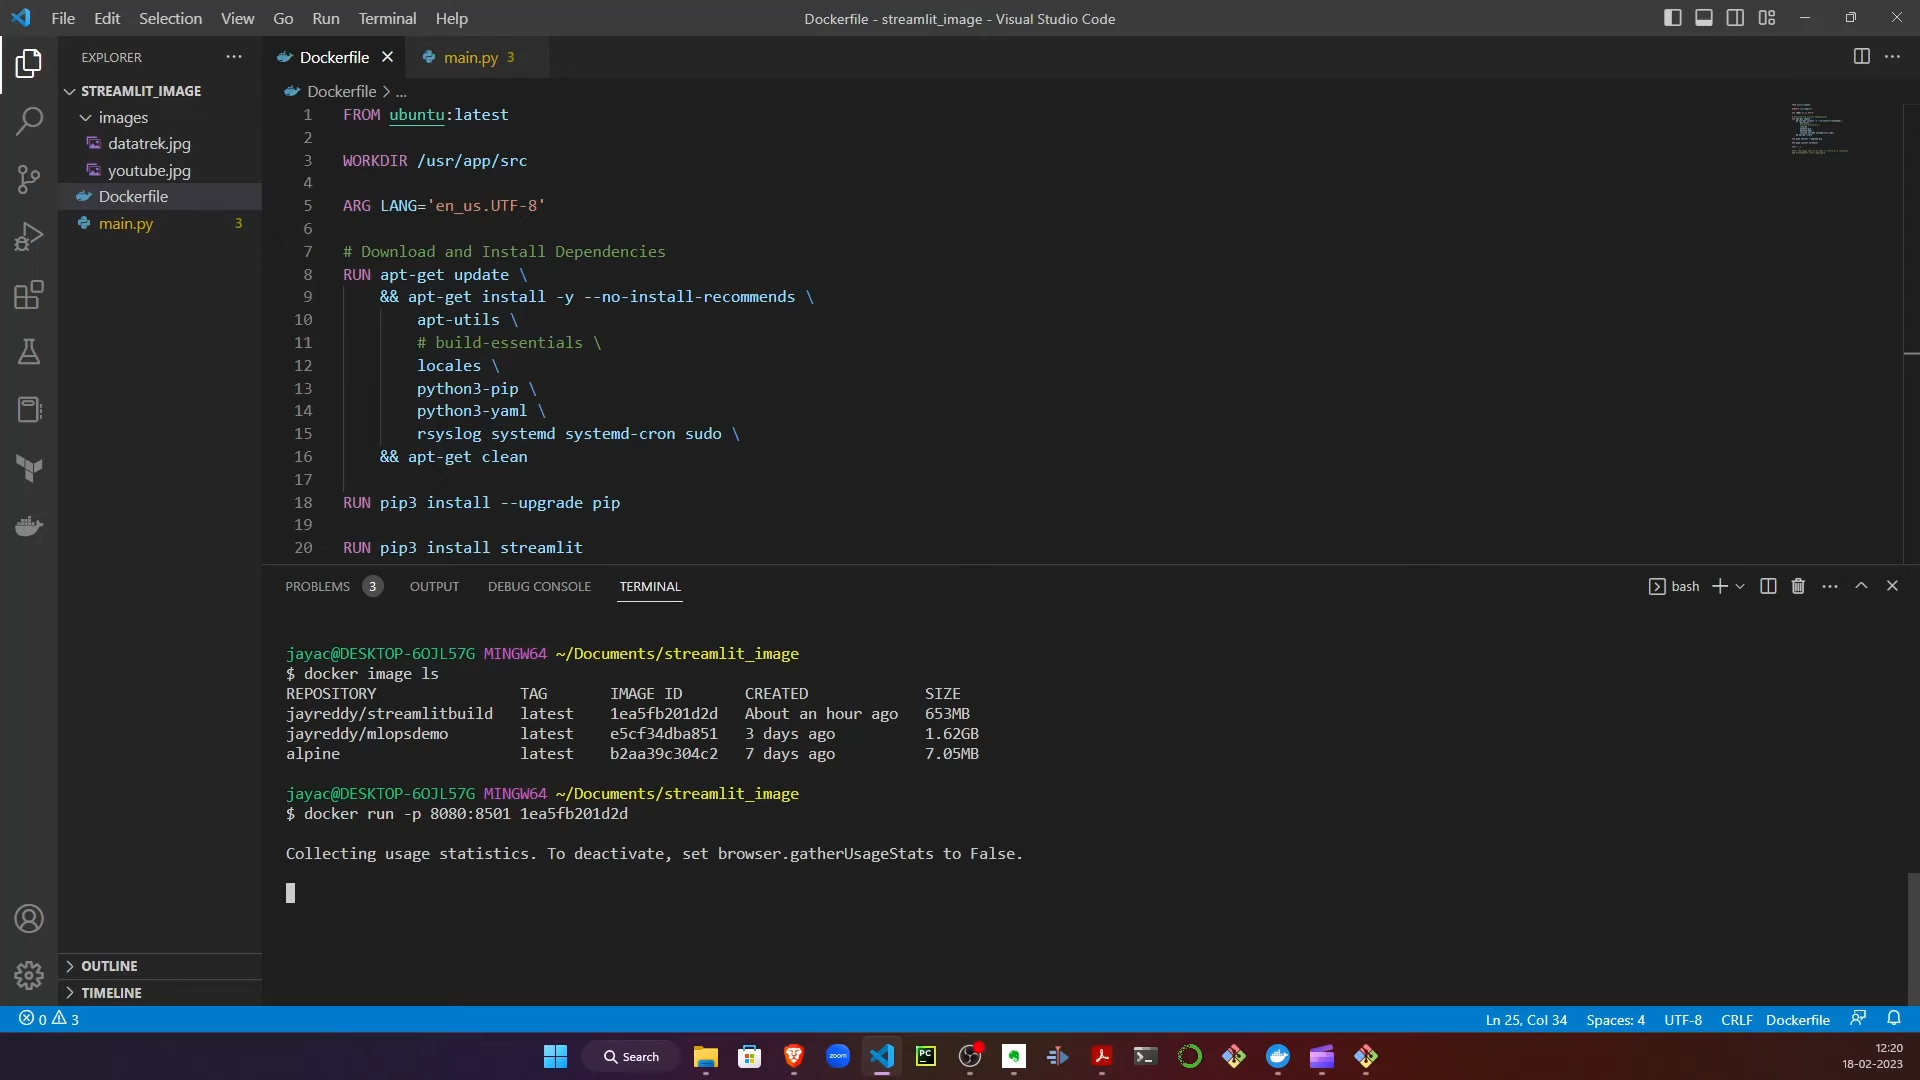 File Edit Selection View Go Run Terminal Help
Dockerfile - streamlit_image - Visual Studio Code
EXPLORER
STREAMLIT_IMAGE
images
datatrek.jpg
youtube.jpg
Dockerfile
main.py 3
OUTLINE
TIMELINE
Dockerfile
main.py 3
Dockerfile > ...
1 FROM ubuntu:latest
2
3 WORKDIR /usr/app/src
4
5 ARG LANG='en_us.UTF-8'
6
7 # Download and Install Dependencies
8 RUN apt-get update \
9 && apt-get install -y --no-install-recommends \
10 apt-utils \
11 # build-essentials \
12 locales \
13 python3-pip \
14 python3-yaml \
15 rsyslog systemd systemd-cron sudo \
16 && apt-get clean
17
18 RUN pip3 install --upgrade pip
19
20 RUN pip3 install streamlit
PROBLEMS 3 OUTPUT DEBUG CONSOLE TERMINAL
bash
jayac@DESKTOP-6OJL57G MINGW64 ~/Documents/streamlit_image
$ docker image ls
REPOSITORY TAG IMAGE ID CREATED SIZE
jayreddy/streamlitbuild latest 1ea5fb201d2d About an hour ago 653MB
jayreddy/mlopsdemo latest e5cf34dba851 3 days ago 1.62GB
alpine latest b2aa39c304c2 7 days ago 7.05MB
jayac@DESKTOP-6OJL57G MINGW64 ~/Documents/streamlit_image
$ docker run -p 8080:8501 1ea5fb201d2d
Collecting usage statistics. To deactivate, set browser.gatherUsageStats to False.
0 3
Ln 25, Col 34 Spaces: 4 UTF-8 CRLF Dockerfile
Search
zoom
PC
12:20
18-02-2023